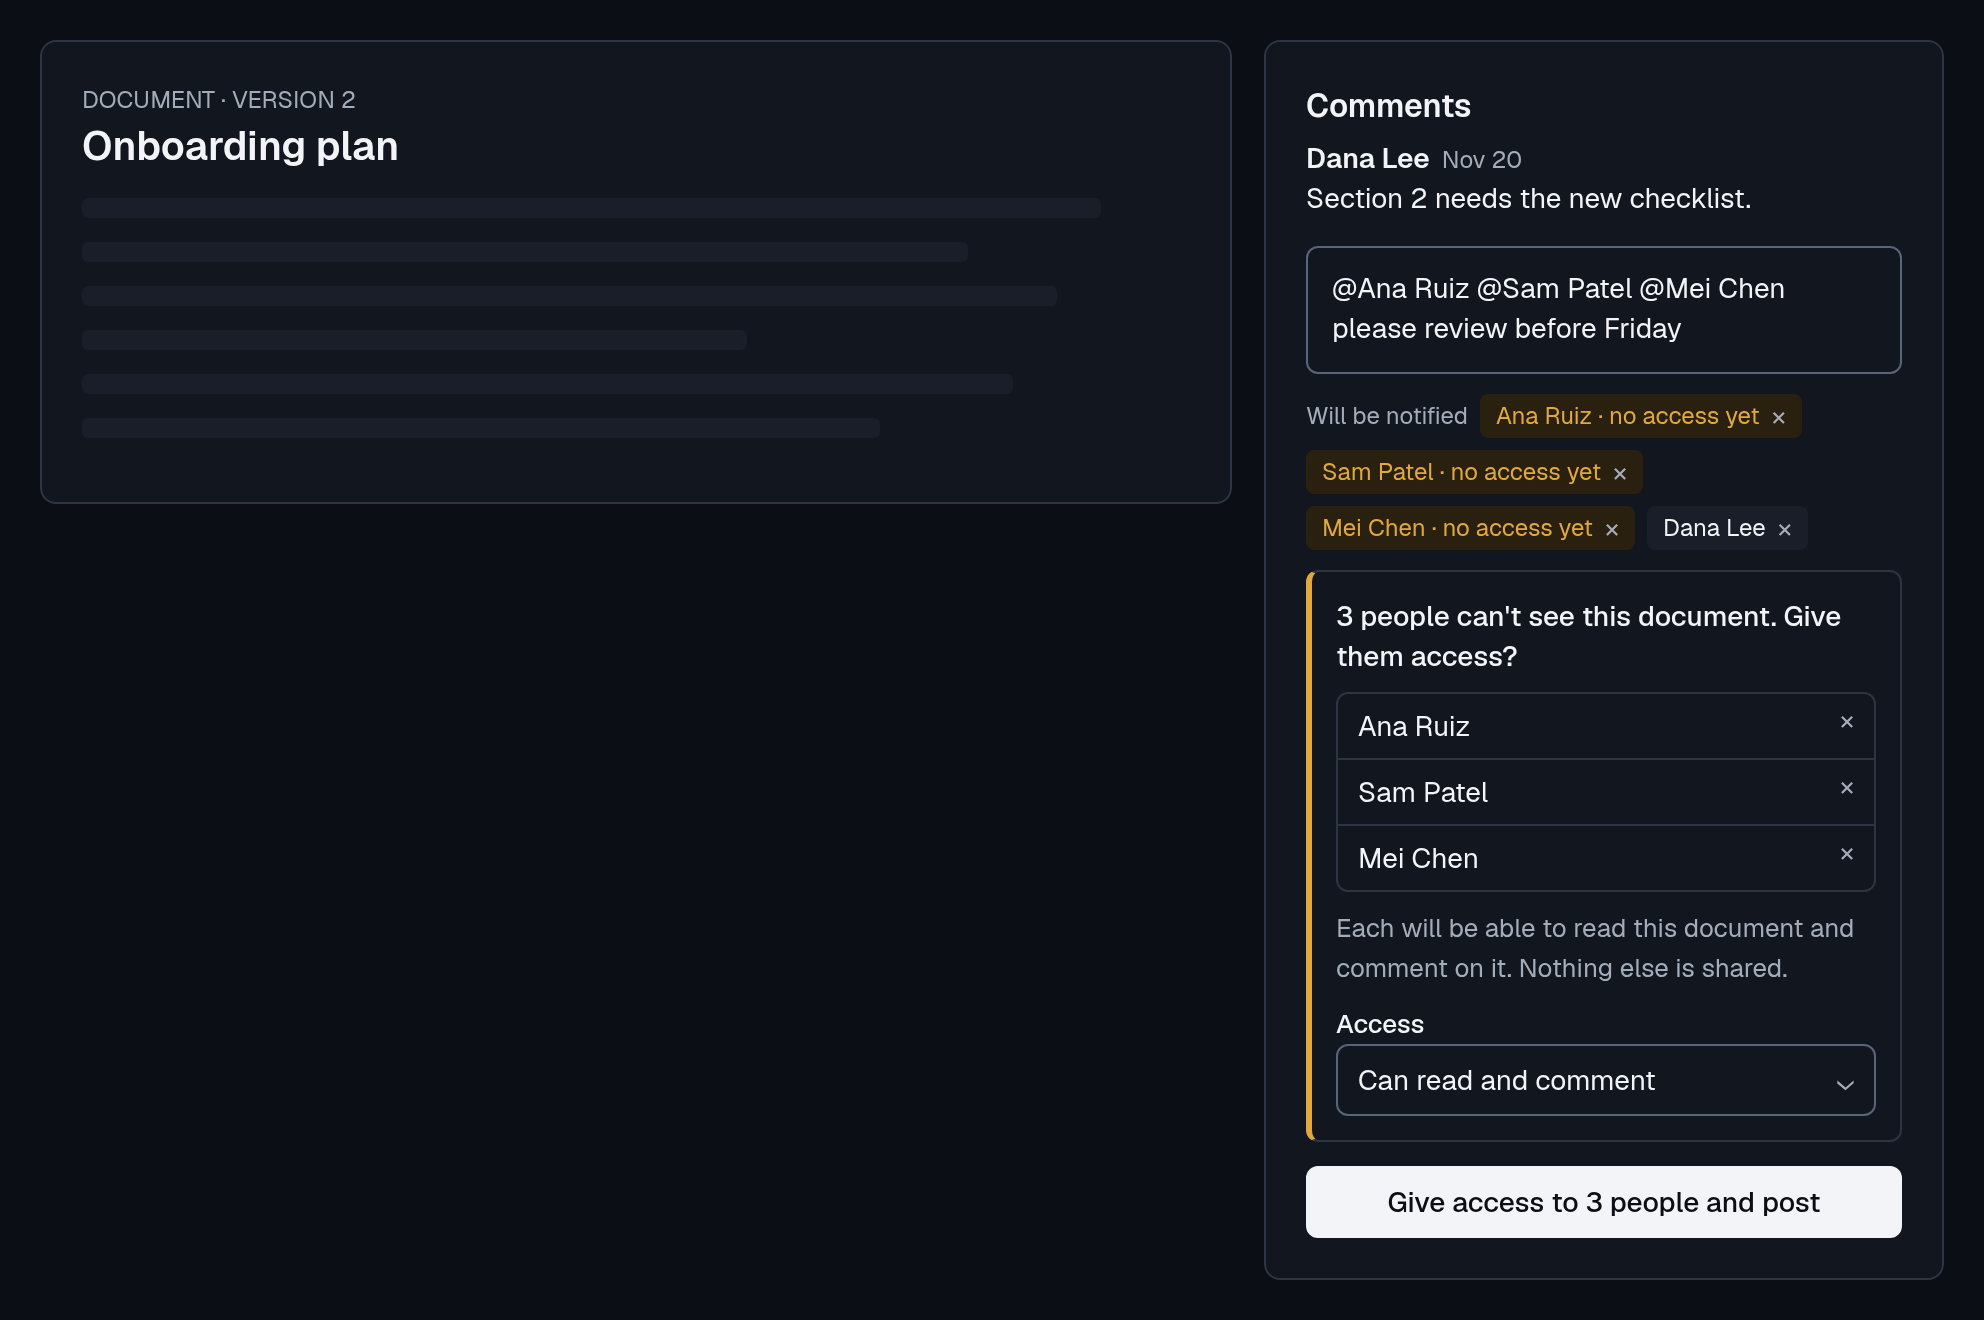 DOCUMENT · VERSION 2
Onboarding plan
Comments
Dana Lee Nov 20
Section 2 needs the new checklist.
@Ana Ruiz @Sam Patel @Mei Chen
please review before Friday
Will be notified Ana Ruiz · no access yet ×
Sam Patel · no access yet ×
Mei Chen · no access yet × Dana Lee ×
3 people can't see this document. Give
them access?
Ana Ruiz ×
Sam Patel ×
Mei Chen ×
Each will be able to read this document and
comment on it. Nothing else is shared.
Access
Can read and comment
Give access to 3 people and post